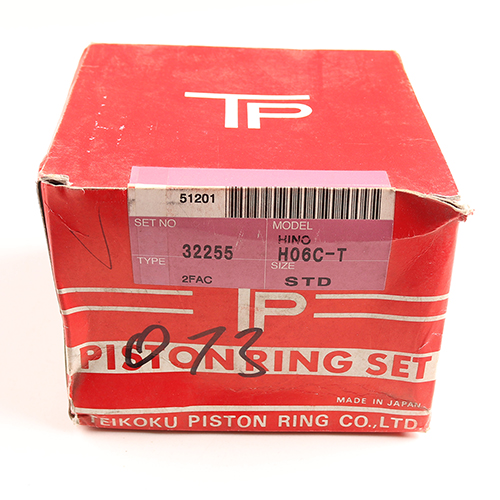 TP
51201
SET NO
32255
MODEL
HINO
H06C-T
TYPE
2FAC
SIZE
STD
TP
073
PISTON RING SET
MADE IN JAPAN
TEIKOKU PISTON RING CO.,LTD.